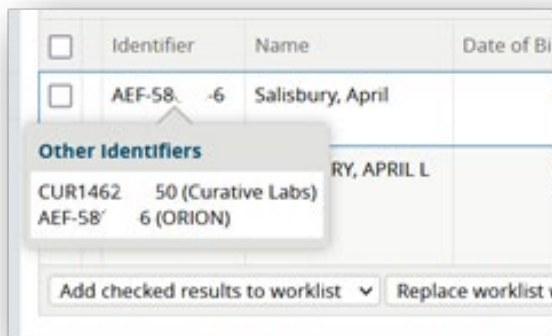 Identifier Name Date of Bi
AEF-58. -6 Salisbury, April
Other Identifiers
RY, APRIL L
CUR1462 50 (Curative Labs)
AEF-58 6 (ORION)
Add checked results to worklist Replace worklist